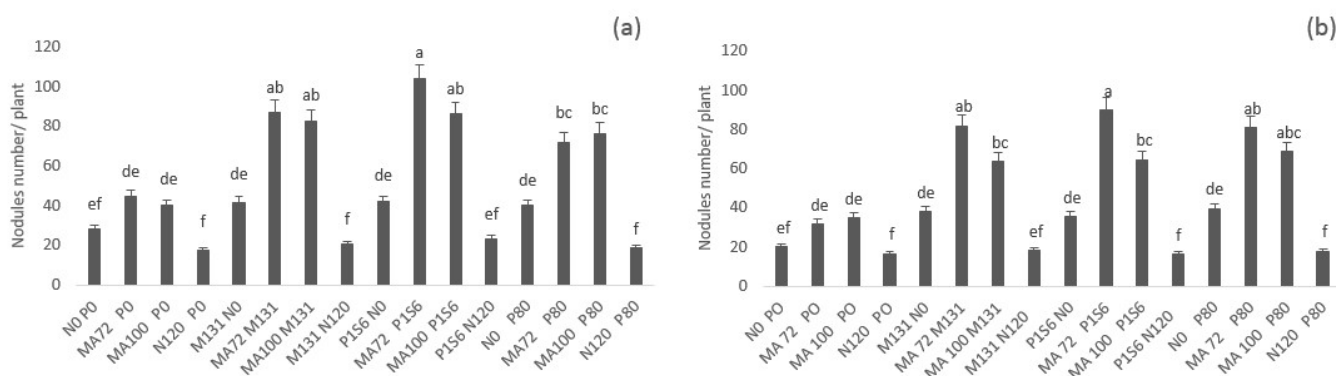 (a)
Nodules number/ plant
120
100
80
60
40
20
0
ef
de
de
f
de
ab
ab
f
de
a
ab
ef
de
bc
bc
f
N0 P0
MA72 P0
MA100 P0
N120 P0
M131 N0
MA72 M131
MA100 M131
M131 N120
P156 N0
MA72 P156
MA100 P156
P156 N120
N0 P80
MA72 P80
MA100 P80
N120 P80
(b)
Nodules number/ plant
120
100
80
60
40
20
0
ef
de
de
f
de
ab
bc
ef
de
a
bc
f
de
ab
abc
f
N0 PO
MA 72 PO
MA 100 PO
N120 PO
M131 N0
MA 72 M131
MA 100 M131
M131 N120
P156 N0
MA 72 P156
MA 100 P156
P156 N120
N0 P80
MA 72 P80
MA 100 P80
N120 P80